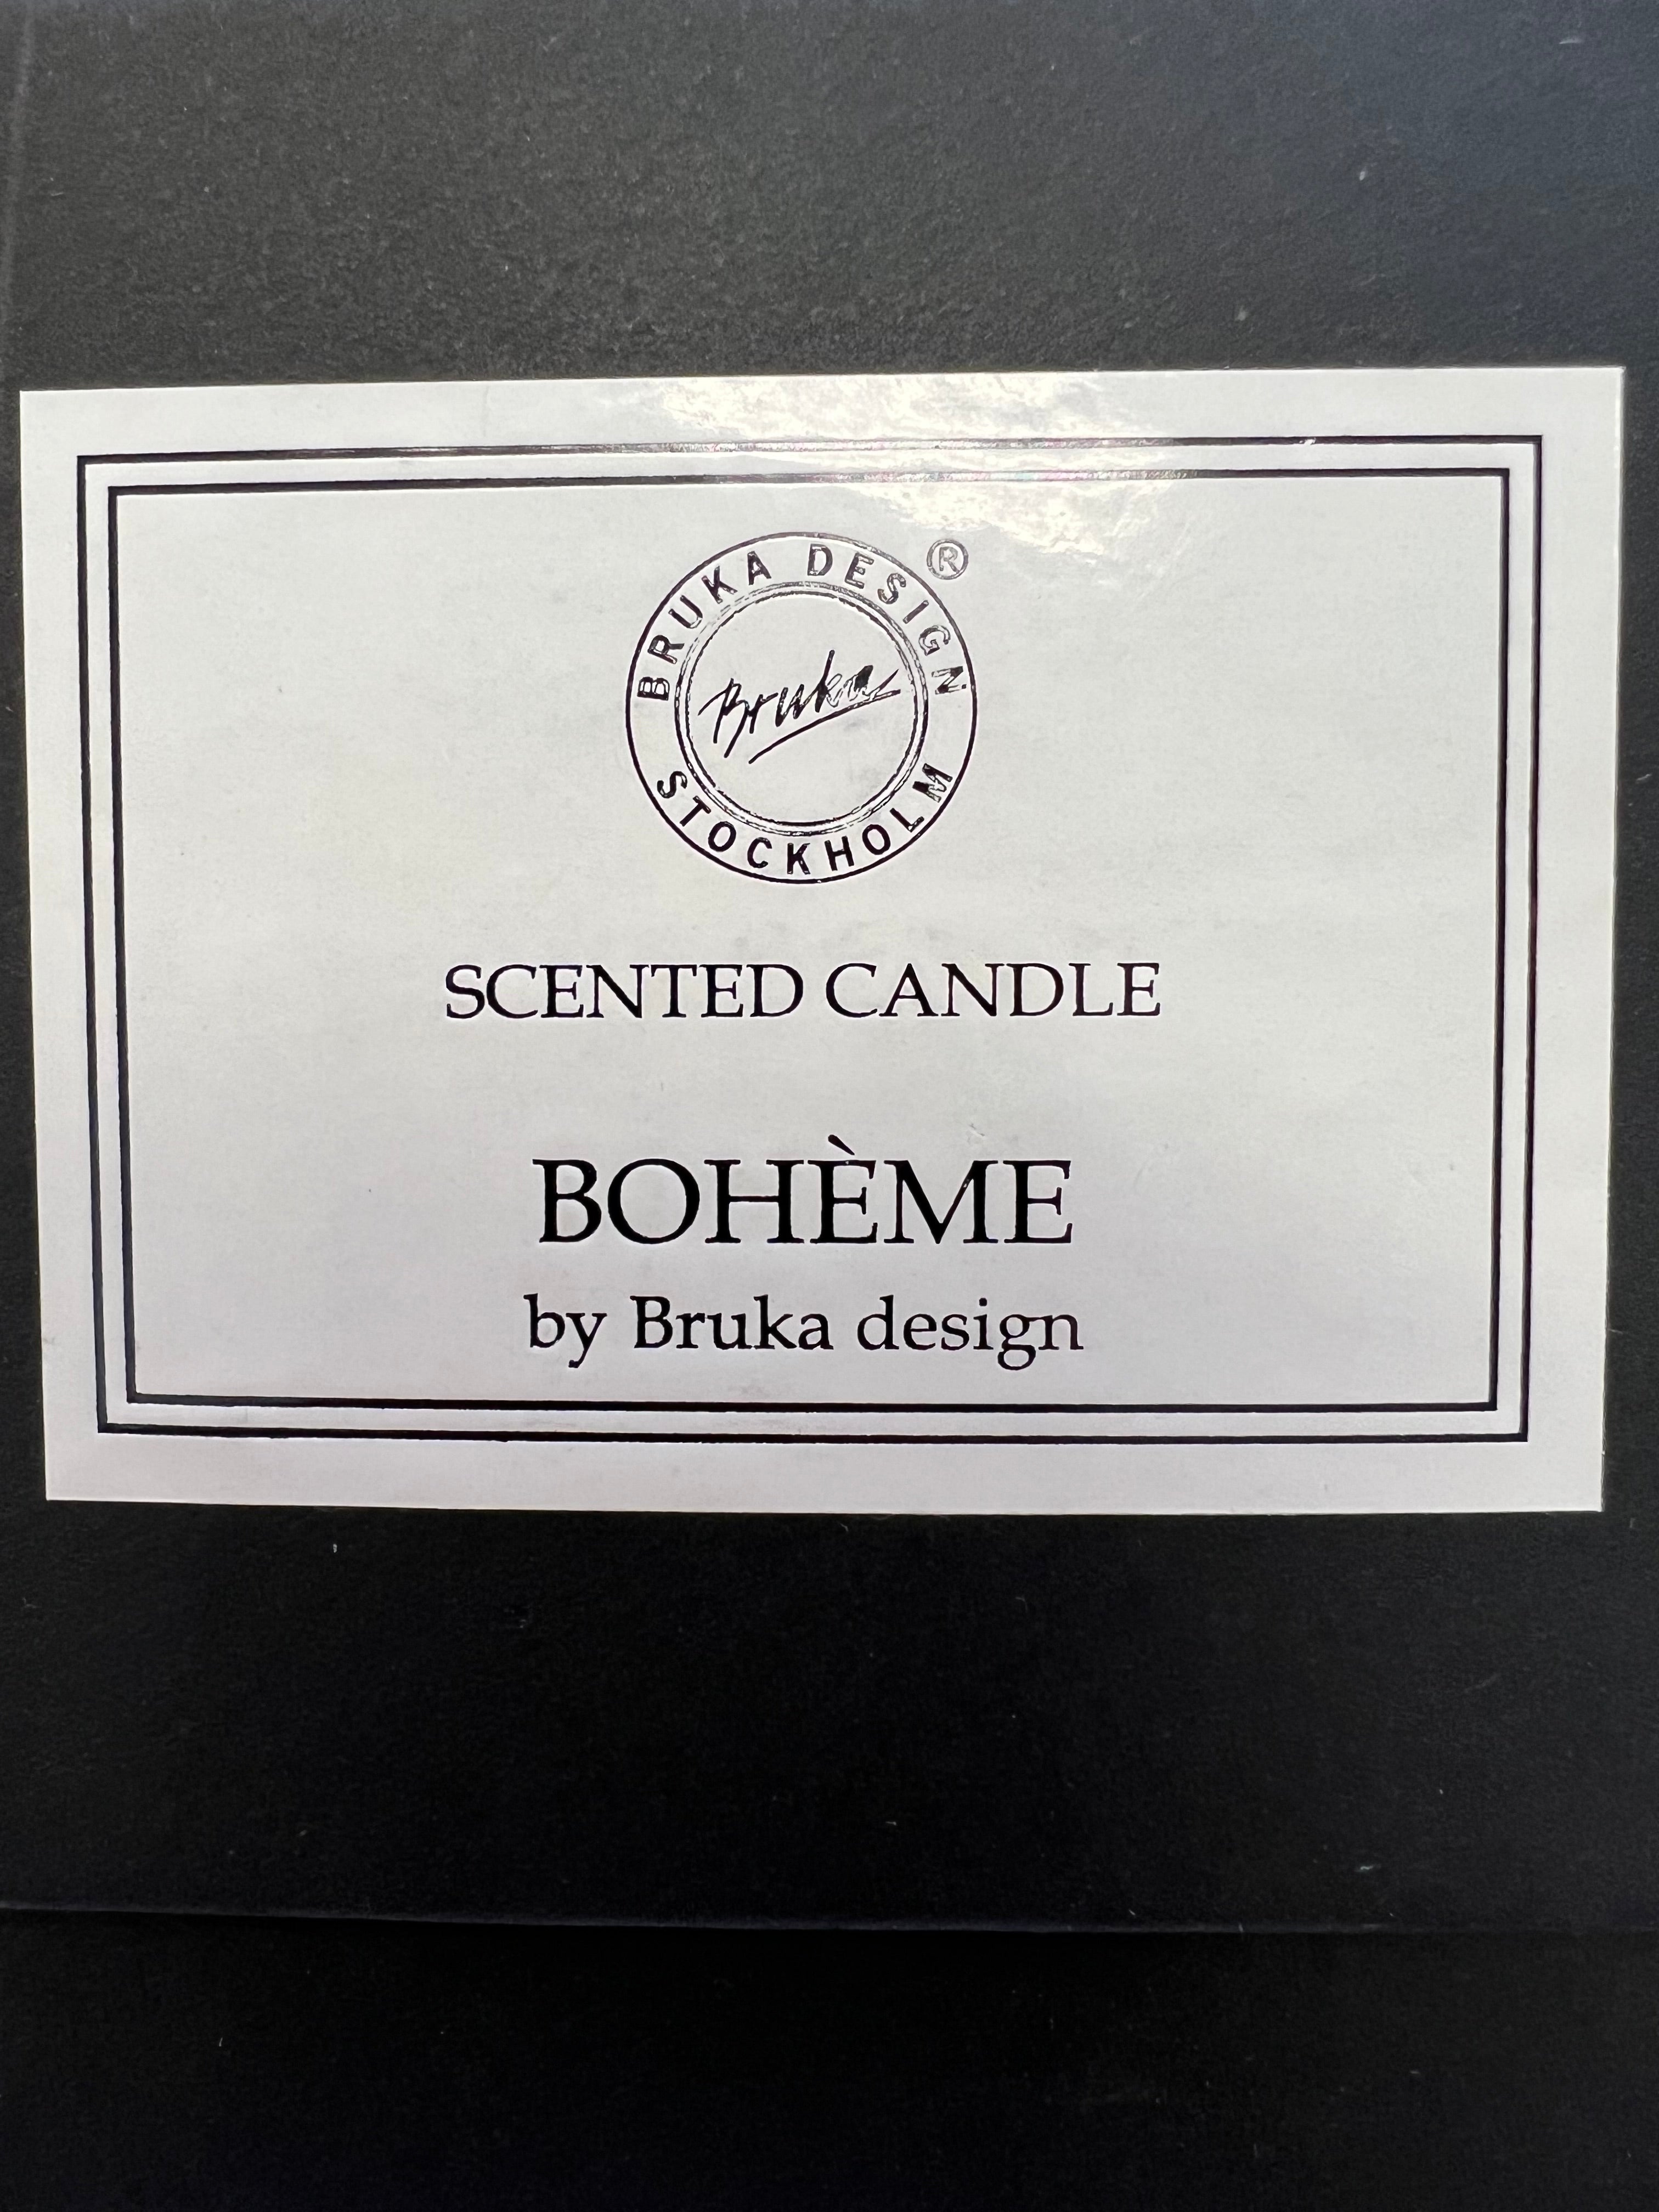 BRUKA DESIGN ®
Bruka
STOCKHOLM
SCENTED CANDLE
BOHÈME
by Bruka design